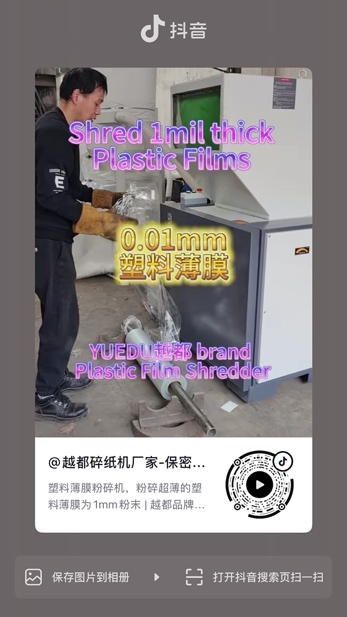 抖音
Shred 1mil thick
Plastic Films
0.01mm
塑料薄膜
YUEDU越都 brand
Plastic Film Shredder
@越都碎纸机厂家-保密...
塑料薄膜粉碎机，粉碎超薄的塑
料薄膜为1mm粉末 | 越都品牌...
保存图片到相册
打开抖音搜索页扫一扫